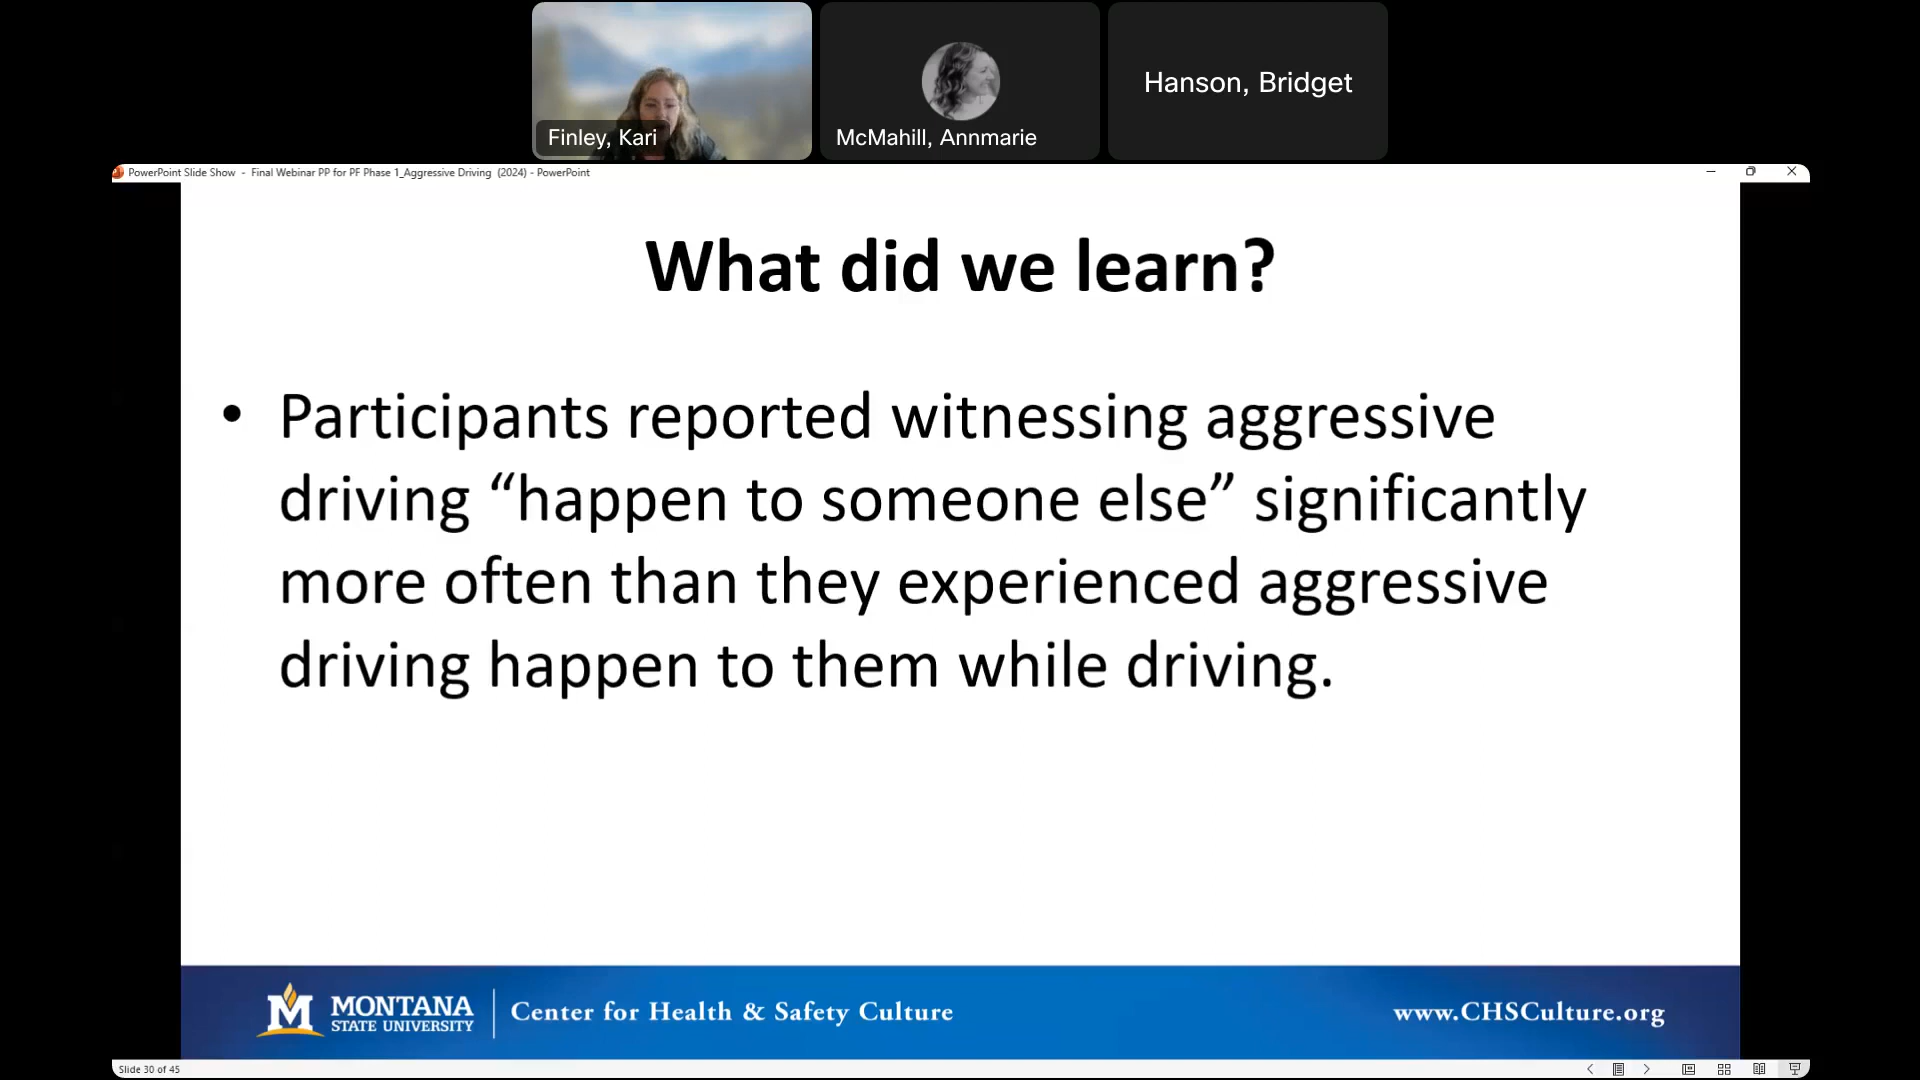 Finley, Kari
McMahill, Annmarie
Hanson, Bridget
PowerPoint Slide Show - Final Webinar PP for PF Phase 1_Aggressive Driving (2024) - PowerPoint
What did we learn?
• Participants reported witnessing aggressive
driving “happen to someone else” significantly
more often than they experienced aggressive
driving happen to them while driving.
M
MONTANA
STATE UNIVERSITY
Center for Health & Safety Culture
www.CHSCulture.org
Slide 30 of 45